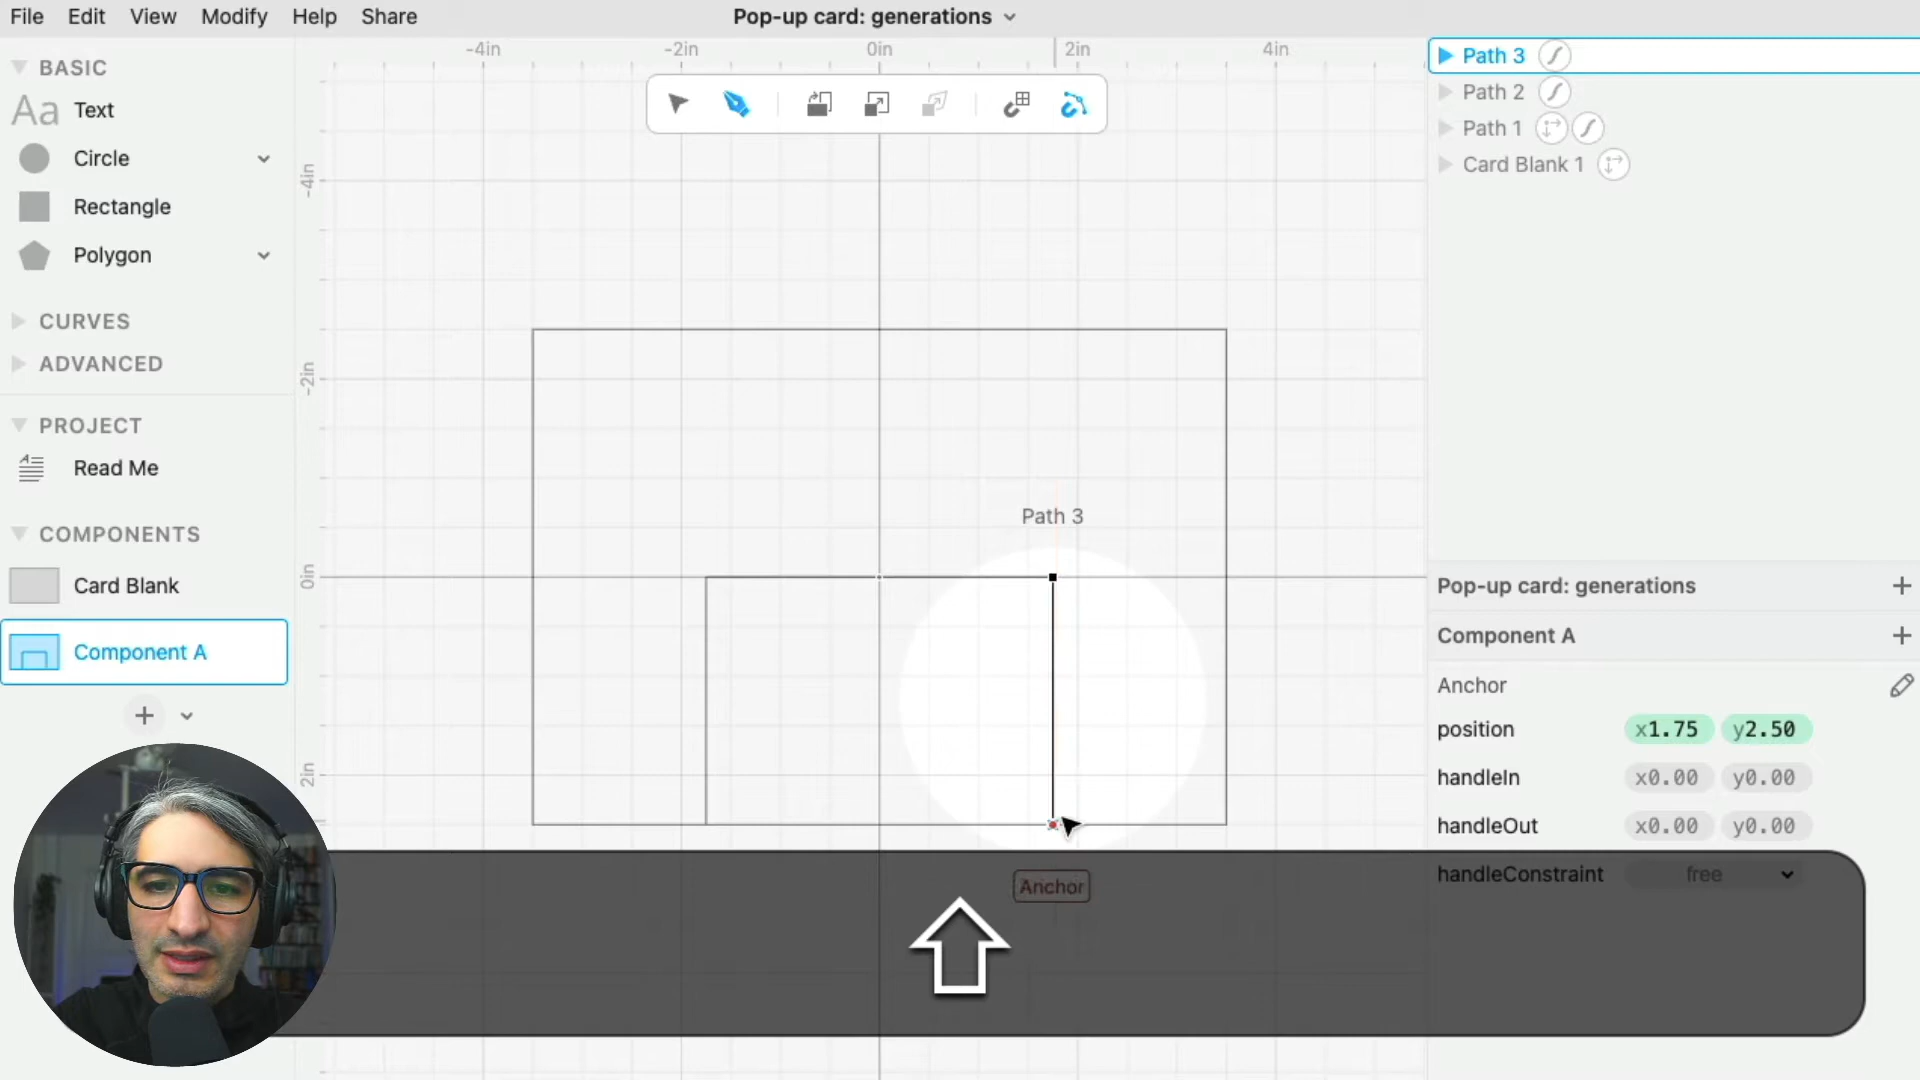 File Edit View Modify Help Share
Pop-up card: generations
BASIC
Aa Text
Circle
Rectangle
Polygon
CURVES
ADVANCED
PROJECT
Read Me
COMPONENTS
Card Blank
Component A
-4in -2in 0in 2in 4in
-4in
-2in
0in
2in
Path 3
Anchor
Path 3
Path 2
Path 1
Card Blank 1
Pop-up card: generations
Component A
Anchor
position x1.75 y2.50
handleIn x0.00 y0.00
handleOut x0.00 y0.00
handleConstraint free